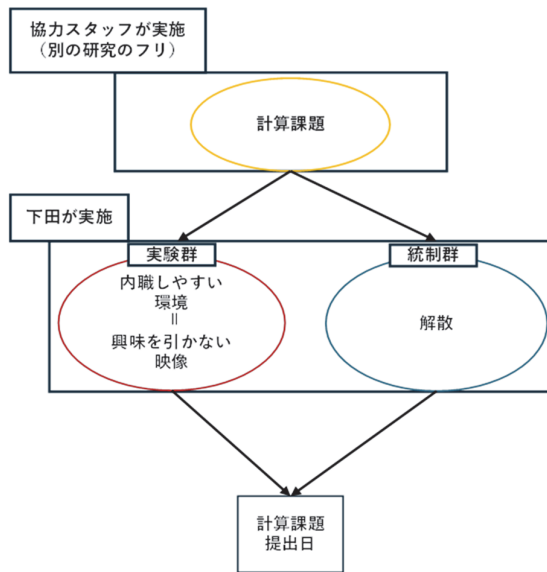 協力スタッフが実施
（別の研究のフリ）
計算課題
下田が実施
実験群
内職しやすい
環境
＝
興味を引かない
映像
統制群
解散
計算課題
提出日